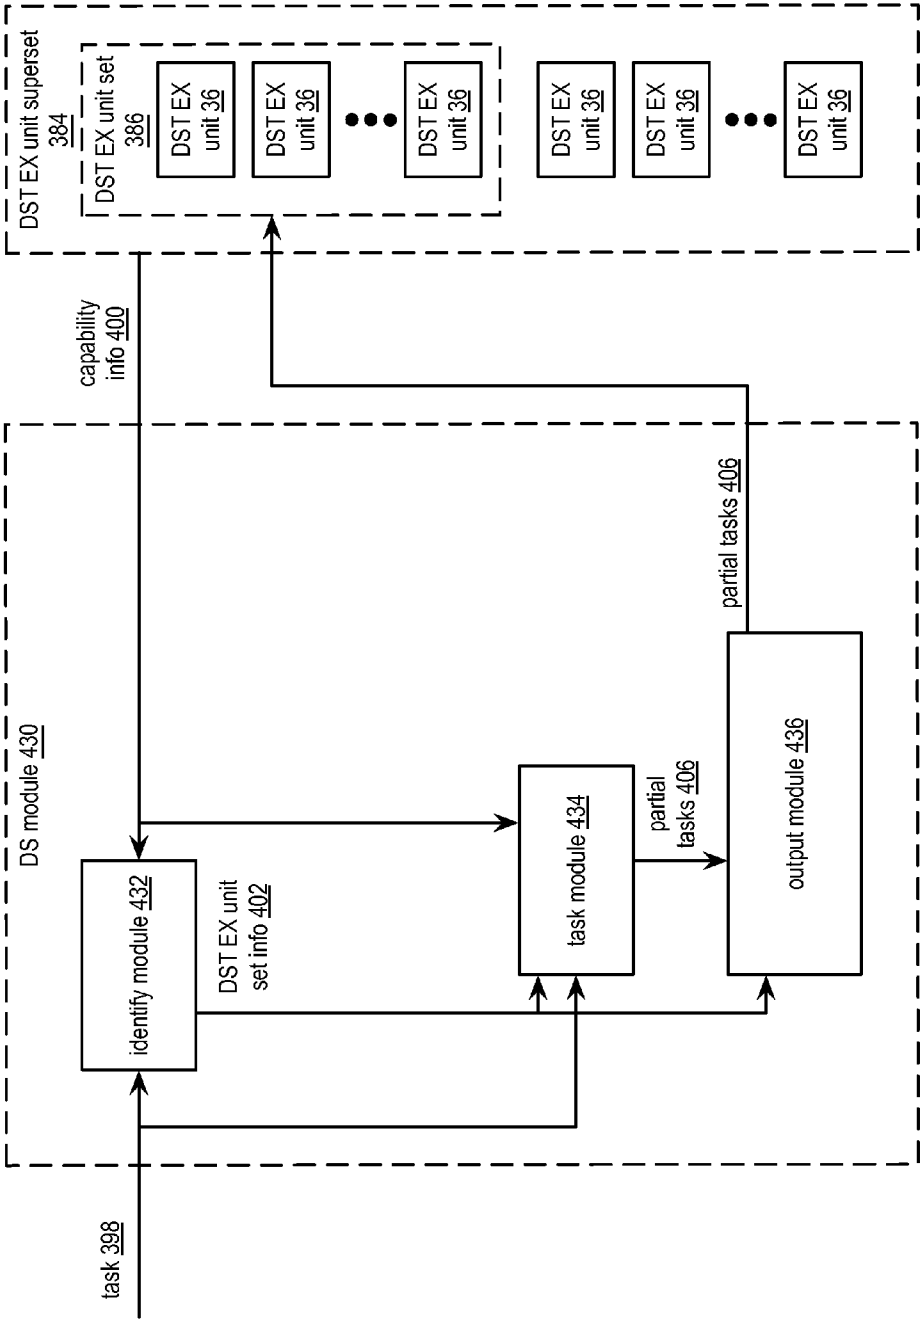 DS module 430
task 398
identify module 432
DST EX unit
set info 402
task module 434
partial
tasks 406
output module 436
partial tasks 406
capability
info 400
DST EX unit superset
384
DST EX unit set
386
DST EX
unit 36
DST EX
unit 36
DST EX
unit 36
DST EX
unit 36
DST EX
unit 36
DST EX
unit 36